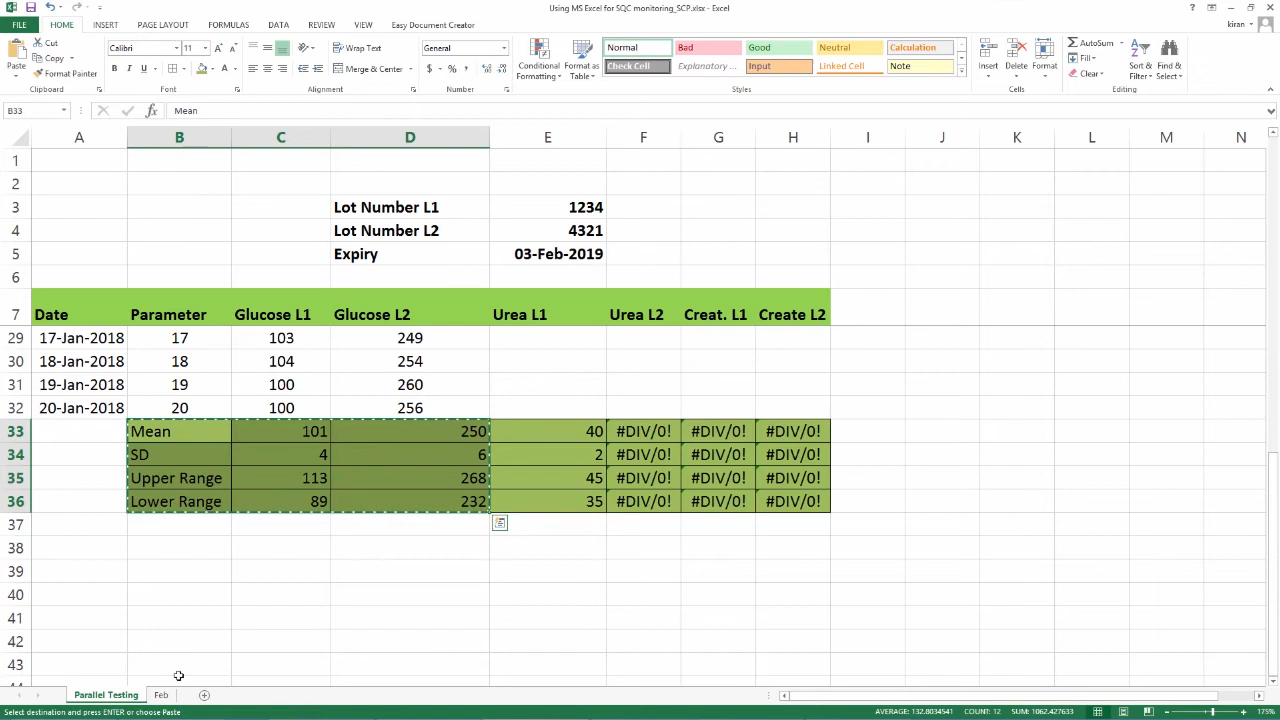 Using MS Excel for SQC monitoring_SCP.xlsx - Excel
FILE HOME INSERT PAGE LAYOUT FORMULAS DATA REVIEW VIEW Easy Document Creator kiran
Paste Cut Copy Format Painter Clipboard
Calibri 11 B I U A A Font
Wrap Text Merge & Center Alignment
General $ % , Number
Conditional Formatting Format as Table
Normal Bad Good Neutral Calculation
Check Cell Explanatory ... Input Linked Cell Note
Styles
Insert Delete Format Cells
AutoSum Fill Clear Sort & Filter Find & Select Editing
B33 fx Mean
A B C D E F G H I J K L M N
1
2
3 Lot Number L1 1234
4 Lot Number L2 4321
5 Expiry 03-Feb-2019
6
7 Date Parameter Glucose L1 Glucose L2 Urea L1 Urea L2 Creat. L1 Create L2
29 17-Jan-2018 17 103 249
30 18-Jan-2018 18 104 254
31 19-Jan-2018 19 100 260
32 20-Jan-2018 20 100 256
33 Mean 101 250 40 #DIV/0! #DIV/0! #DIV/0!
34 SD 4 6 2 #DIV/0! #DIV/0! #DIV/0!
35 Upper Range 113 268 45 #DIV/0! #DIV/0! #DIV/0!
36 Lower Range 89 232 35 #DIV/0! #DIV/0! #DIV/0!
37
38
39
40
41
42
43
Parallel Testing Feb
Select destination and press ENTER or choose Paste AVERAGE: 132.8034541 COUNT: 12 SUM: 1062.427633 175%